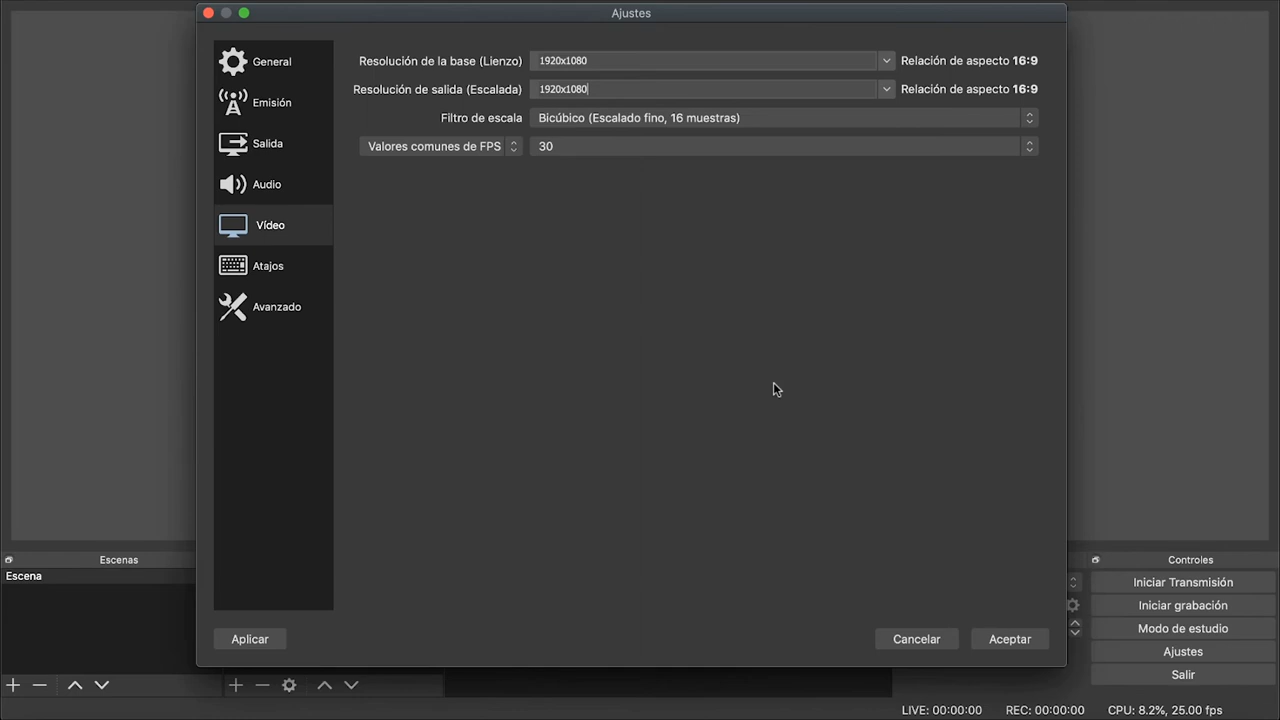 Ajustes
General
Emisión
Salida
Audio
Vídeo
Atajos
Avanzado
Resolución de la base (Lienzo) 1920x1080 Relación de aspecto 16:9
Resolución de salida (Escalada) 1920x1080 Relación de aspecto 16:9
Filtro de escala Bicúbico (Escalado fino, 16 muestras)
Valores comunes de FPS 30
Aplicar Cancelar Aceptar
Escenas
Escena
Controles
Iniciar Transmisión
Iniciar grabación
Modo de estudio
Ajustes
Salir
LIVE: 00:00:00 REC: 00:00:00 CPU: 8.2%, 25.00 fps